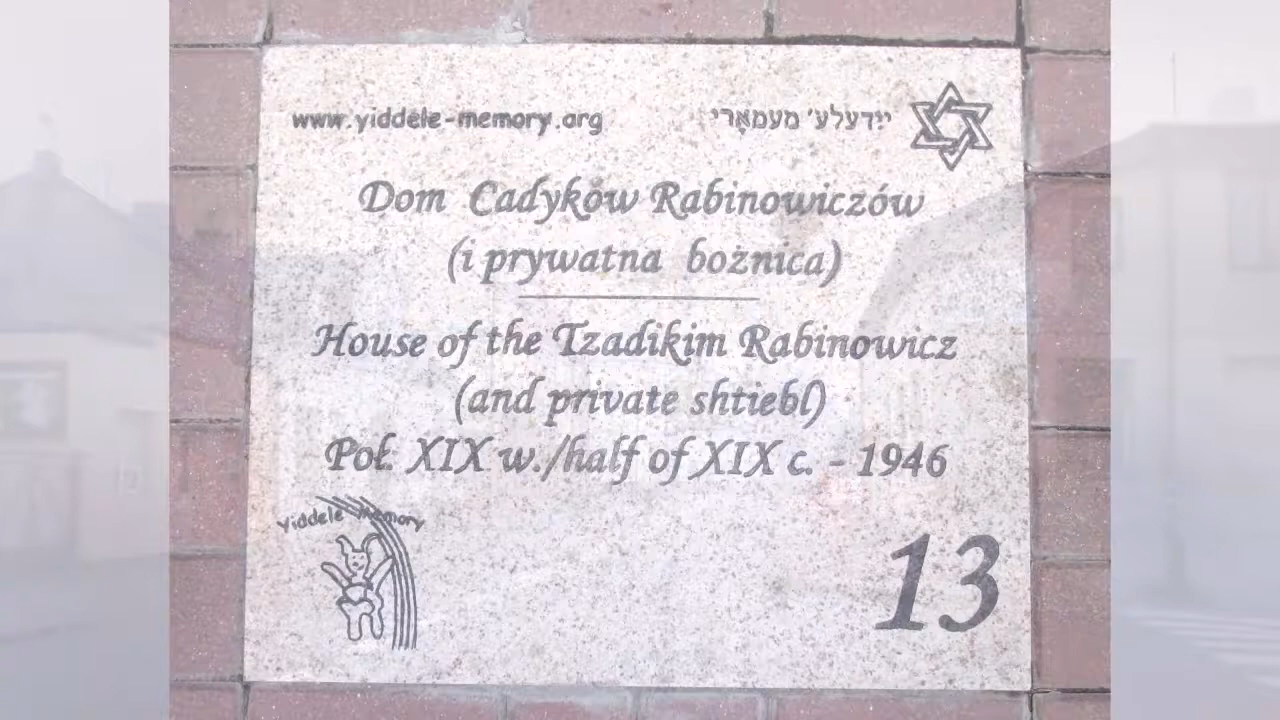 www.yiddele-memory.org
ייִדעלע' מעמאָרי
Dom Cadyków Rabinowiczów
(i prywatna bożnica)
House of the Tzadikim Rabinowicz
(and private shtiebl)
Poł. XIX w./half of XIX c. - 1946
Yiddele Memory
13